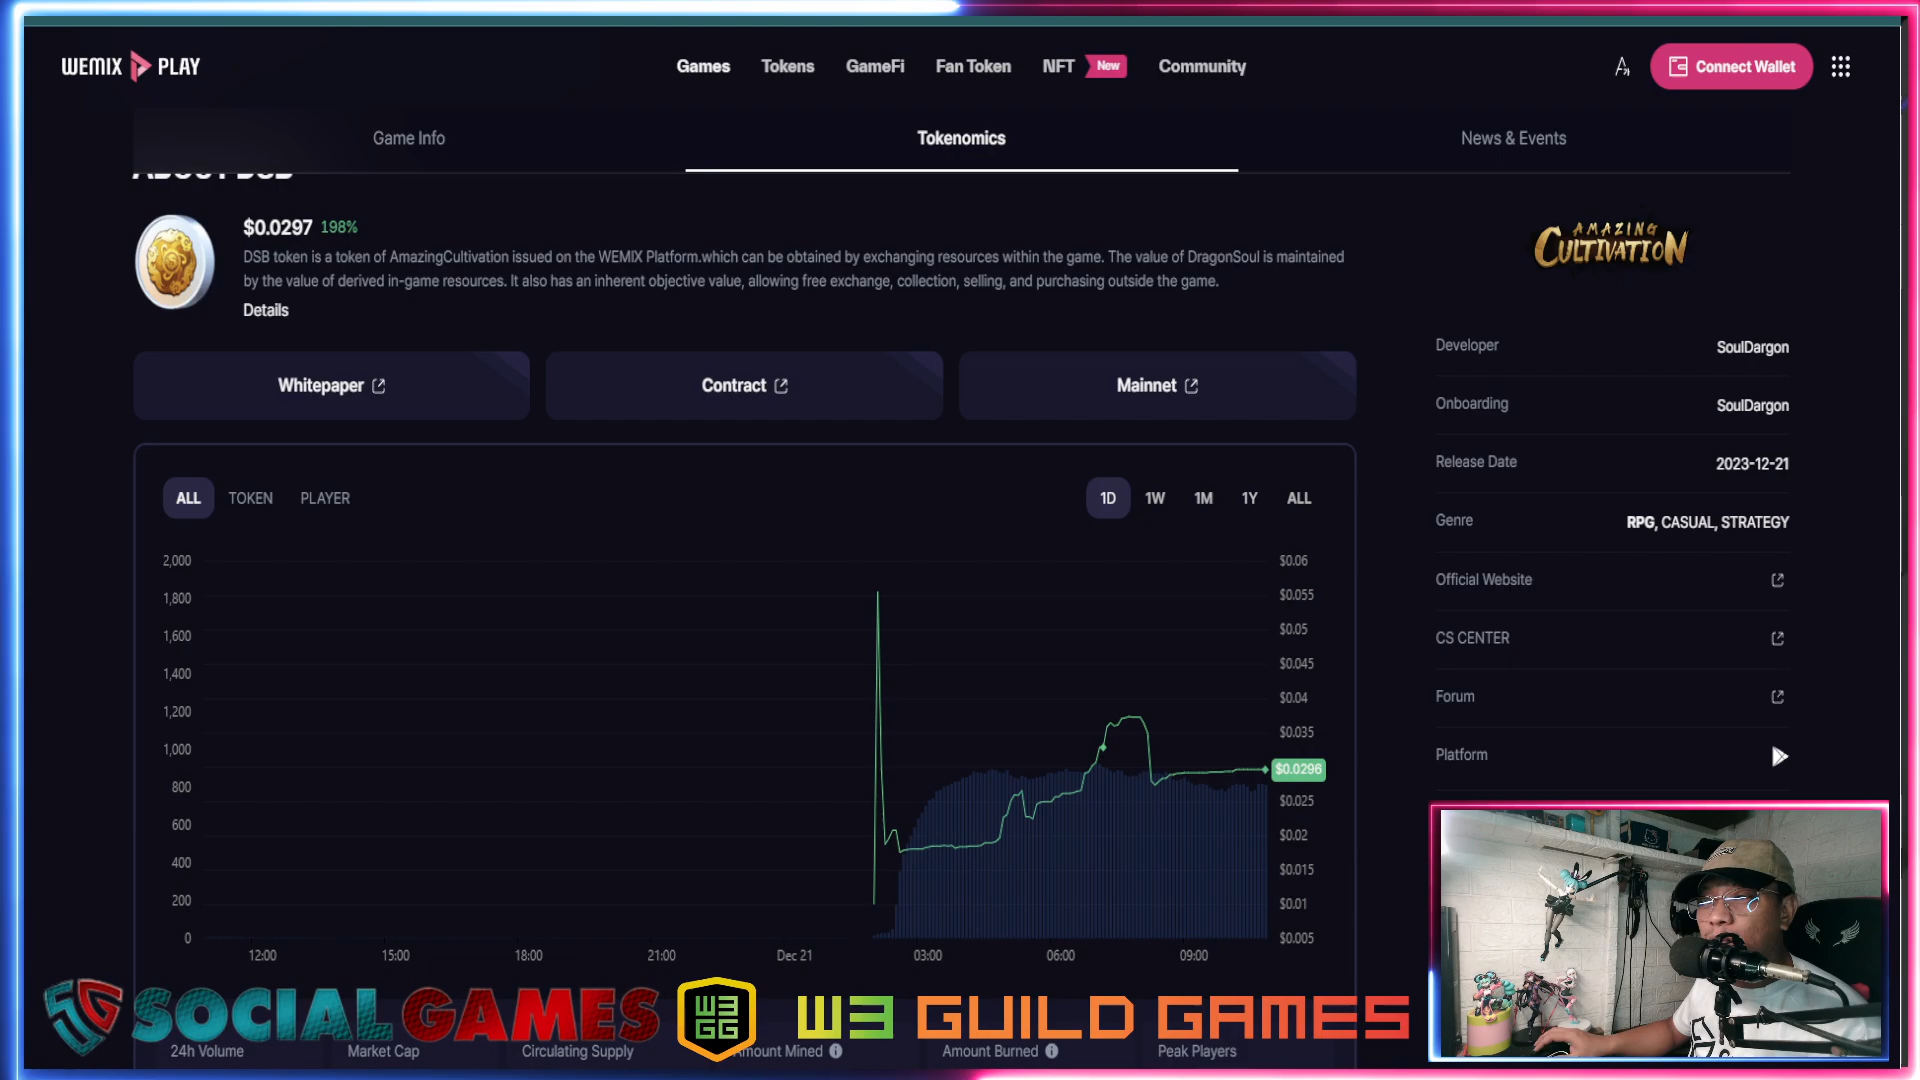 WEMIX PLAY
Games Tokens GameFi Fan Token NFT New Community
Connect Wallet
Game Info Tokenomics News & Events
ABOUT DSB
$0.0297 198%
DSB token is a token of AmazingCultivation issued on the WEMIX Platform.which can be obtained by exchanging resources within the game. The value of DragonSoul is maintained
by the value of derived in-game resources. It also has an inherent objective value, allowing free exchange, collection, selling, and purchasing outside the game.
Details
Whitepaper Contract Mainnet
AMAZING
CULTIVATION
Developer SoulDargon
Onboarding SoulDargon
Release Date 2023-12-21
Genre RPG, CASUAL, STRATEGY
Official Website
CS CENTER
Forum
Platform
ALL TOKEN PLAYER 1D 1W 1M 1Y ALL
2,000 $0.06
1,800 $0.055
1,600 $0.05
1,400 $0.045
1,200 $0.04
1,000 $0.035
800 $0.0296
600 $0.025
400 $0.02
200 $0.015
0 $0.01
$0.005
12:00 15:00 18:00 21:00 Dec 21 03:00 06:00 09:00
SG SOCIAL GAMES W3GG W3 GUILD GAMES
24h Volume Market Cap Circulating Supply Amount Mined Amount Burned Peak Players